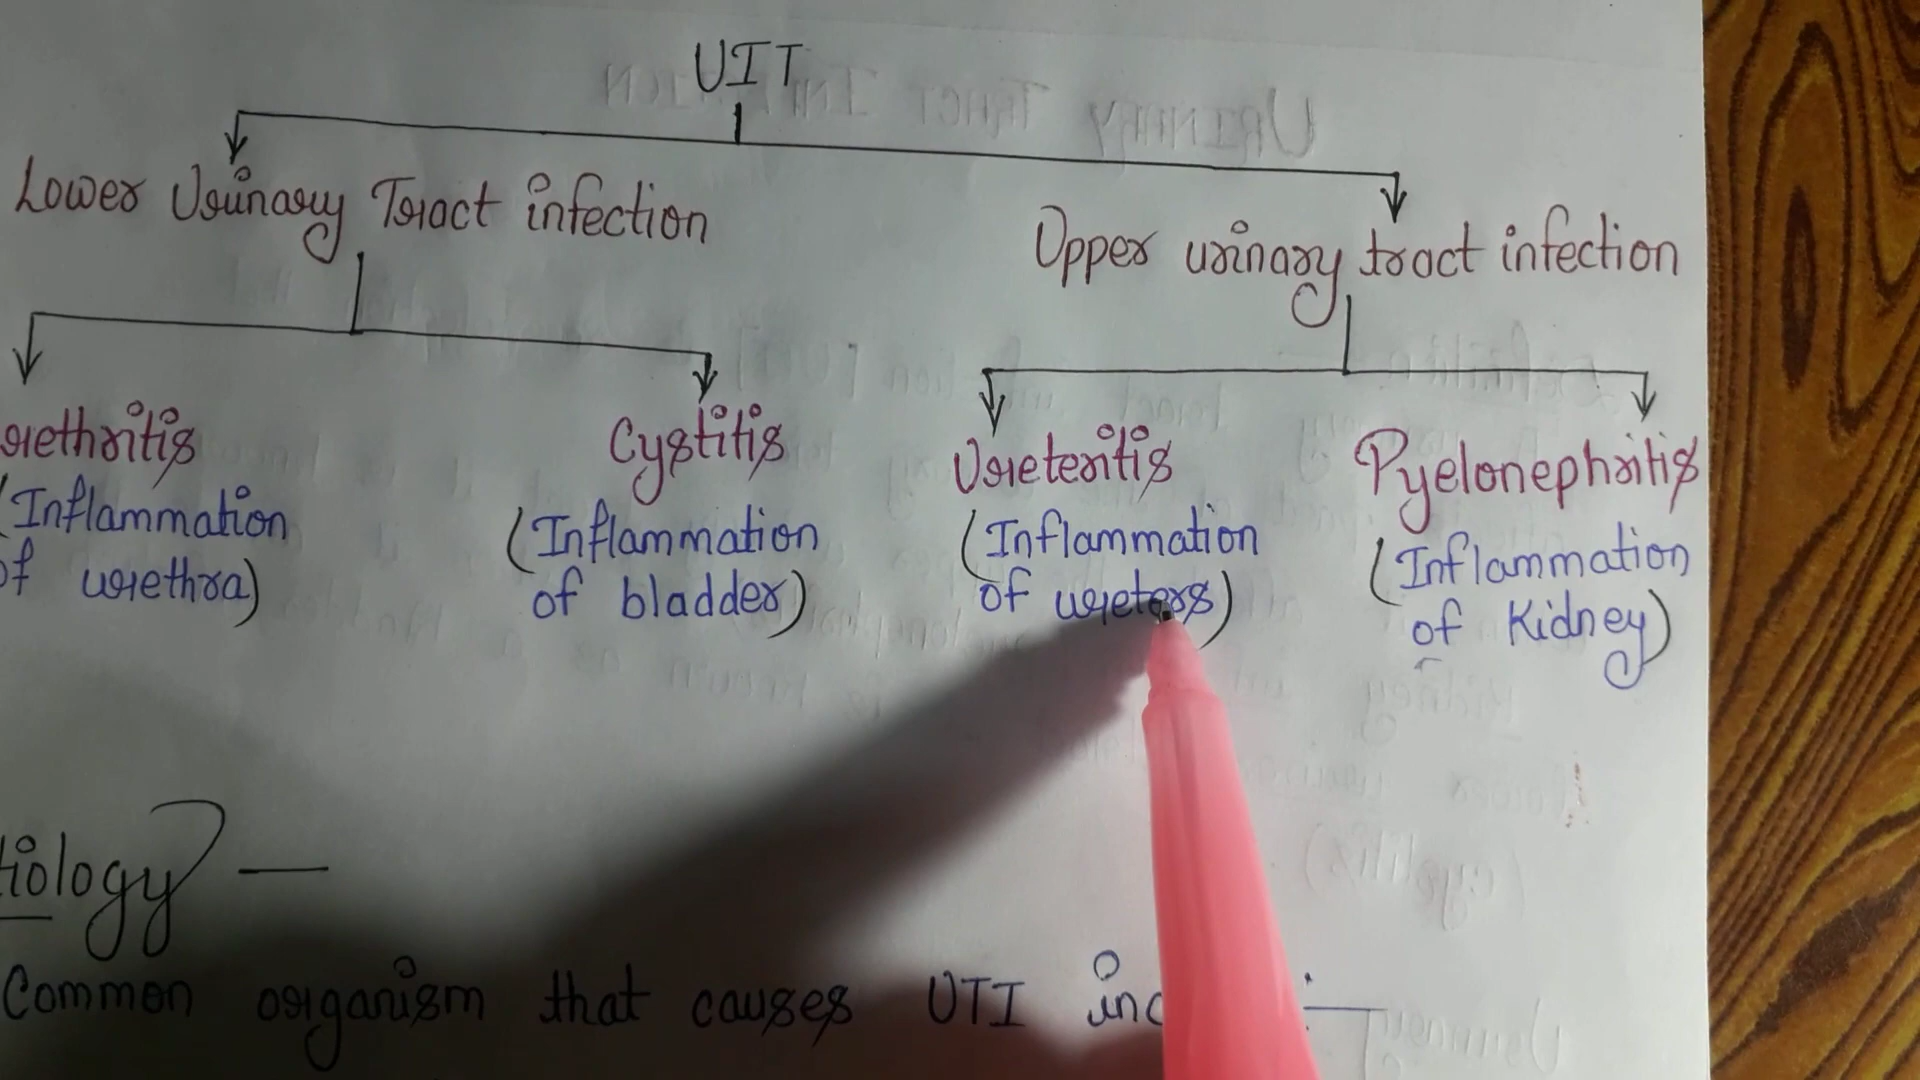 UIT
Lower Urinary Tract infection
Upper urinary tract infection
rethritis
(Inflammation
of urethra)
Cystitis
(Inflammation
of bladder)
Ureteritis
(Inflammation
of ureters)
Pyelonephritis
(Inflammation
of Kidney)
tiology —
Common organism that causes UTI inc :—